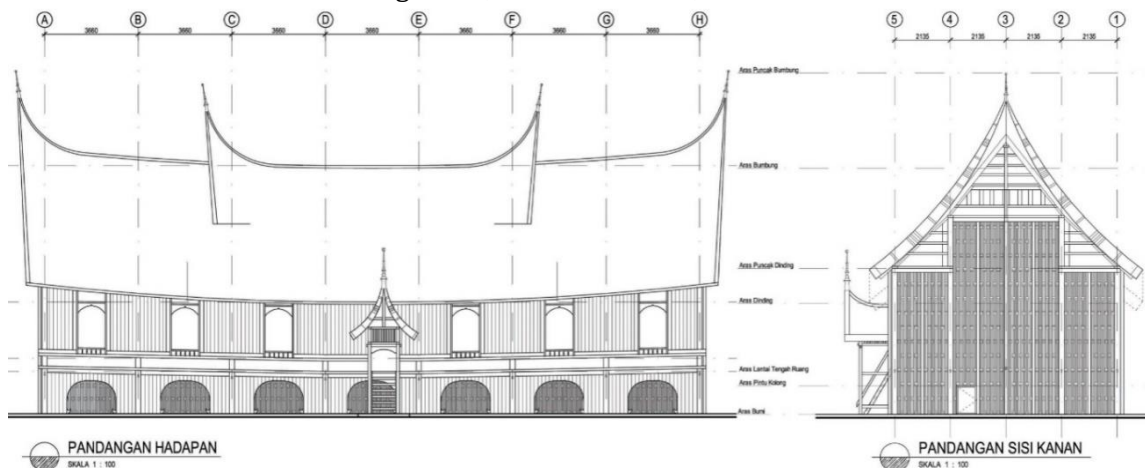 A B C D E F G H
3660 3660 3660 3660 3660 3660 3660
5 4 3 2 1
2135 2135 2135 2135
Aras Puncak Bumbung
Aras Bumbung
Aras Puncak Dinding
Aras Dinding
Aras Lantai Tengah Ruang
Aras Pintu Kolong
Aras Bumi
PANDANGAN HADAPAN
SKALA 1 : 100
PANDANGAN SISI KANAN
SKALA 1 : 100